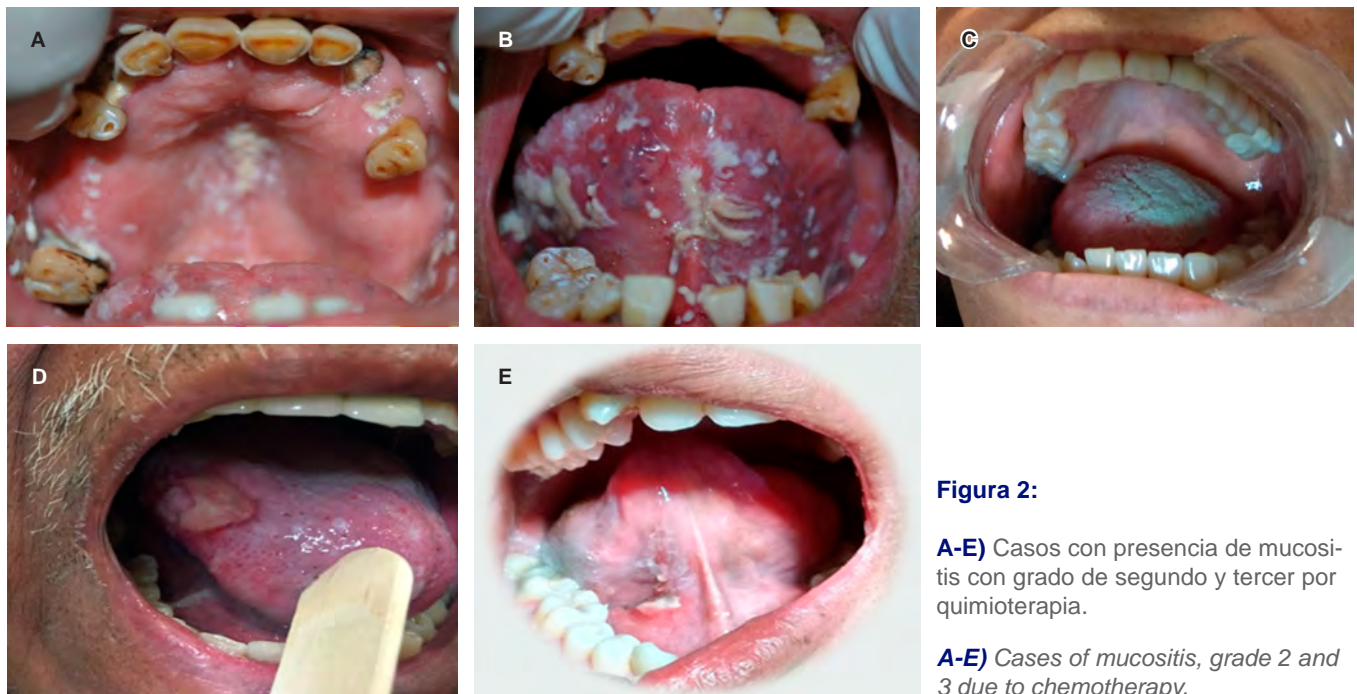 A
B
C
D
E
Figura 2:
A-E) Casos con presencia de mucosi-
tis con grado de segundo y tercer por
quimioterapia.
A-E) Cases of mucositis, grade 2 and
3 due to chemotherapy.